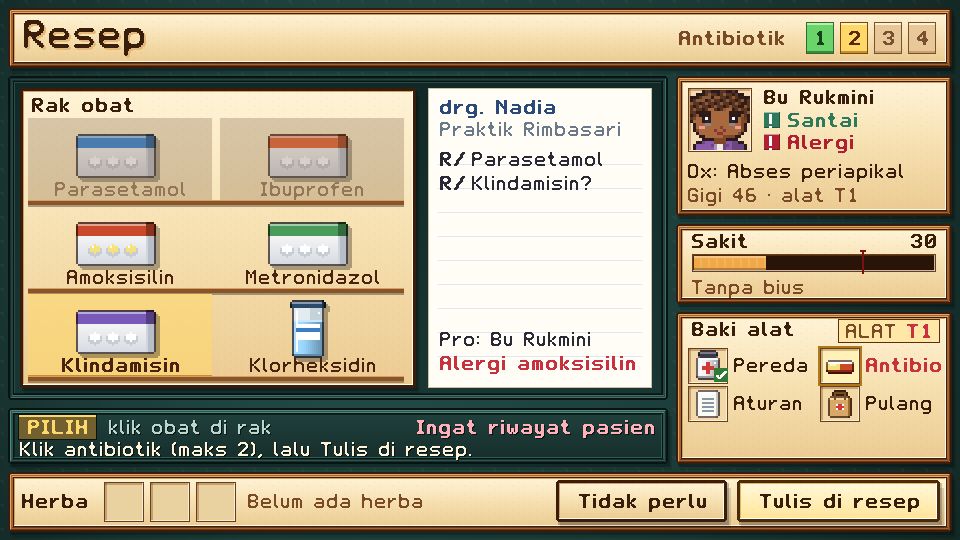 Resep
Antibiotik 1 2 3 4
Rak obat
Parasetamol
Ibuprofen
Amoksisilin
Metronidazol
Klindamisin
Klorheksidin
drg. Nadia
Praktik Rimbasari
R/ Parasetamol
R/ Klindamisin?
Pro: Bu Rukmini
Alergi amoksisilin
Bu Rukmini
Santai
Alergi
Dx: Abses periapikal
Gigi 46 · alat T1
Sakit 30
Tanpa bius
Baki alat ALAT T1
Pereda
Antibio
Aturan
Pulang
PILIH klik obat di rak
Ingat riwayat pasien
Klik antibiotik (maks 2), lalu Tulis di resep.
Herba
Belum ada herba
Tidak perlu
Tulis di resep